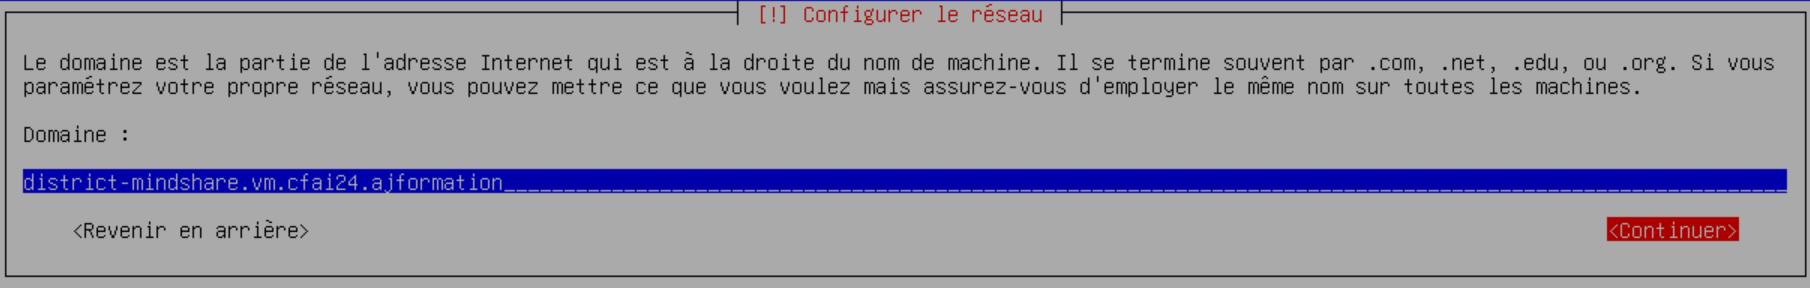 [!] Configurer le réseau
Le domaine est la partie de l'adresse Internet qui est à la droite du nom de machine. Il se termine souvent par .com, .net, .edu, ou .org. Si vous
paramétrez votre propre réseau, vous pouvez mettre ce que vous voulez mais assurez-vous d'employer le même nom sur toutes les machines.
Domaine :
district-mindshare.vm.cfai24.ajformation
<Revenir en arrière> <Continuer>